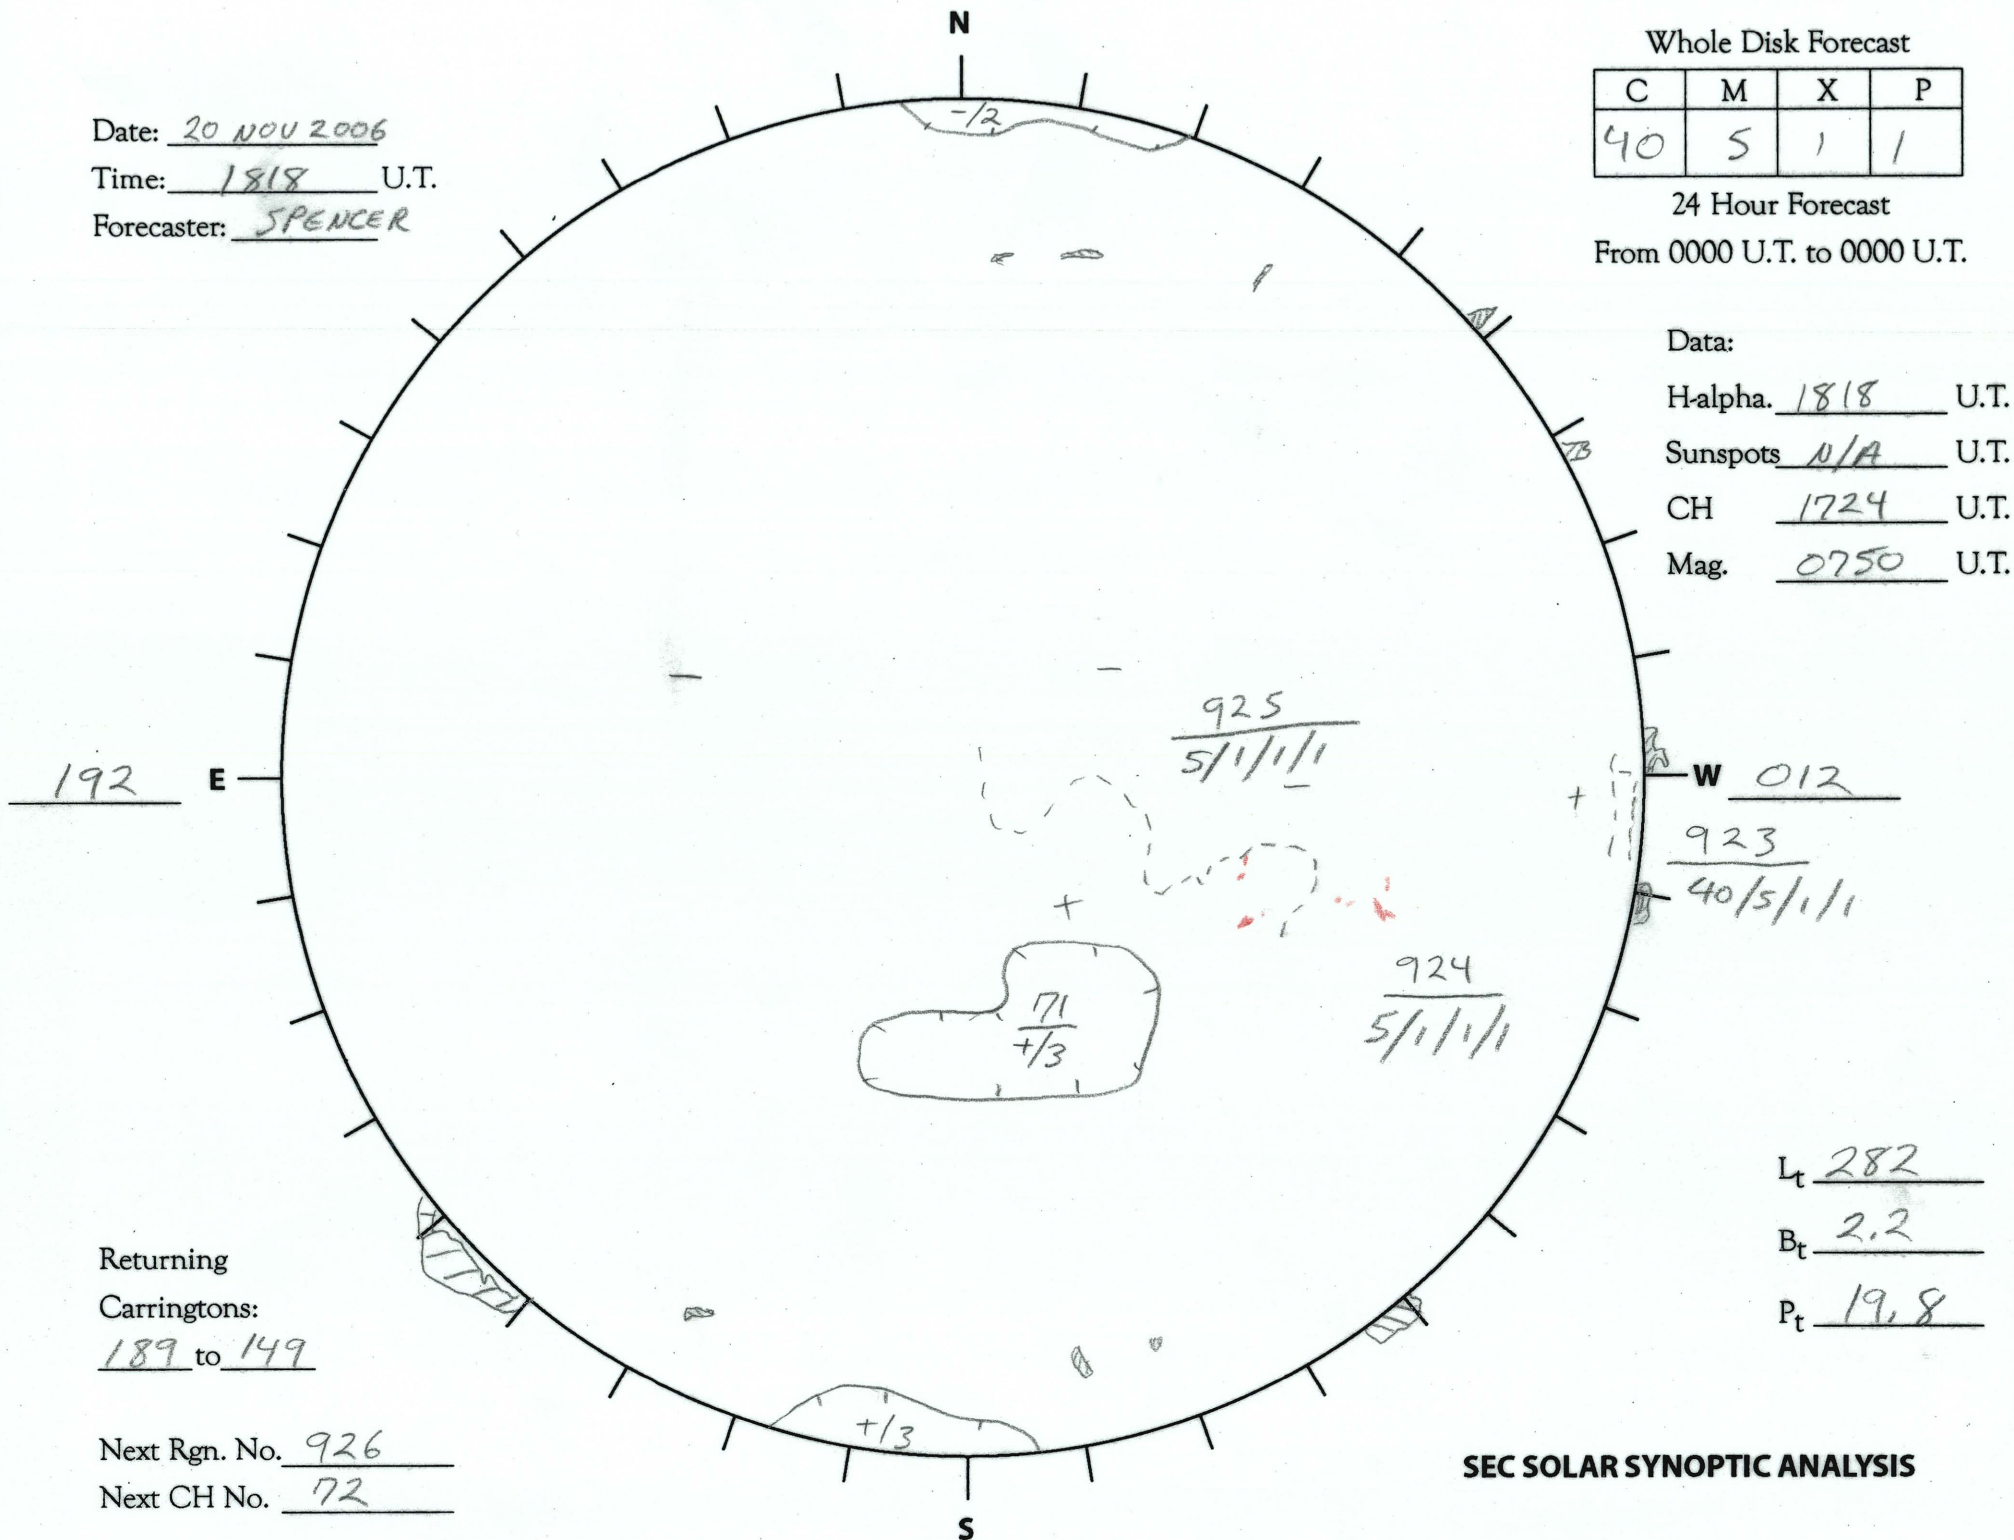 N
Date: 20 NOV 2006
Time: 1818 U.T.
Forecaster: SPENCER
Whole Disk Forecast
C M X P
40 5 1 1
24 Hour Forecast
From 0000 U.T. to 0000 U.T.
-/2
Data:
H-alpha. 1818 U.T.
Sunspots N/A U.T.
CH 1724 U.T.
Mag. 0750 U.T.
-
-
925
5/1/1/1
-
192 E
+
-
W 012
923
40/5/1/1
+
924
5/1/1/1
71
+/3
Lt 282
Bt 2.2
Pt 19.8
Returning
Carringtons:
189 to 149
+/3
Next Rgn. No. 926
Next CH No. 72
SEC SOLAR SYNOPTIC ANALYSIS
S